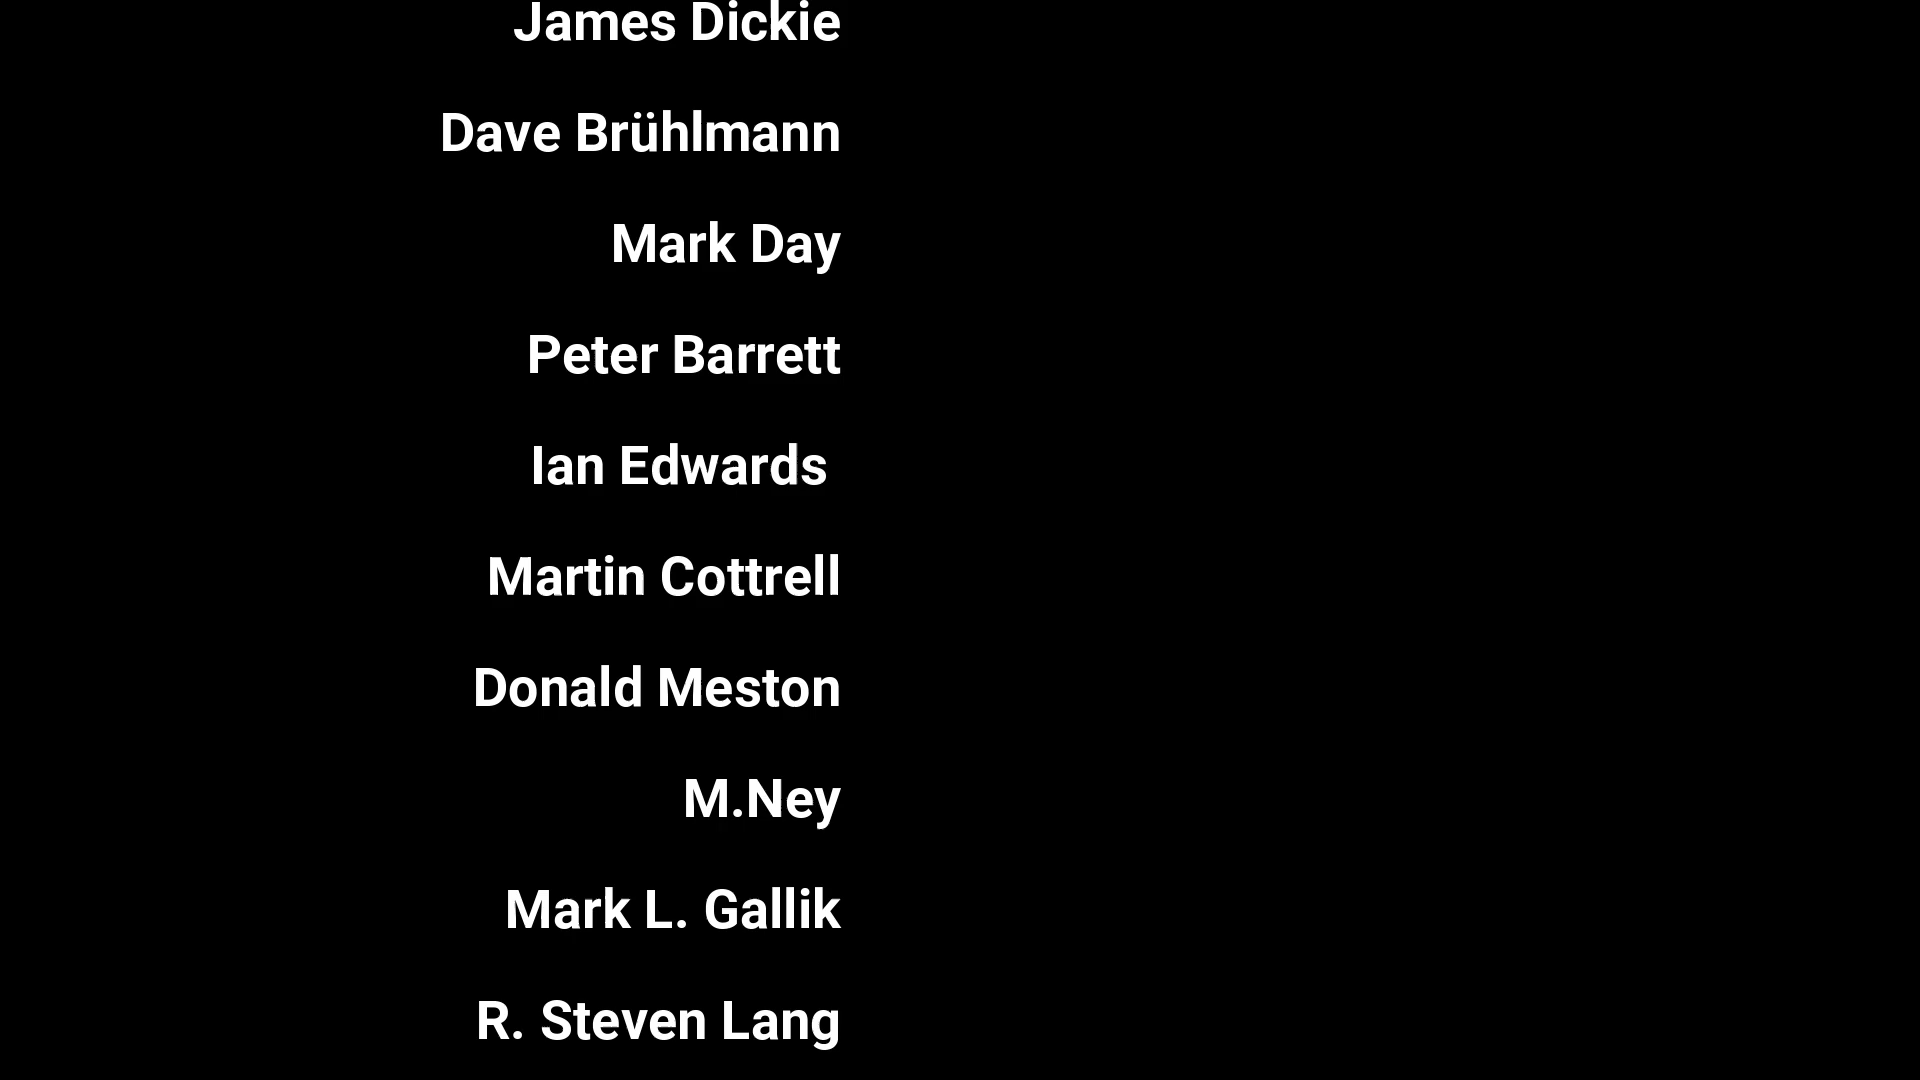 James Dickie
Dave Brühlmann
Mark Day
Peter Barrett
Ian Edwards
Martin Cottrell
Donald Meston
M.Ney
Mark L. Gallik
R. Steven Lang